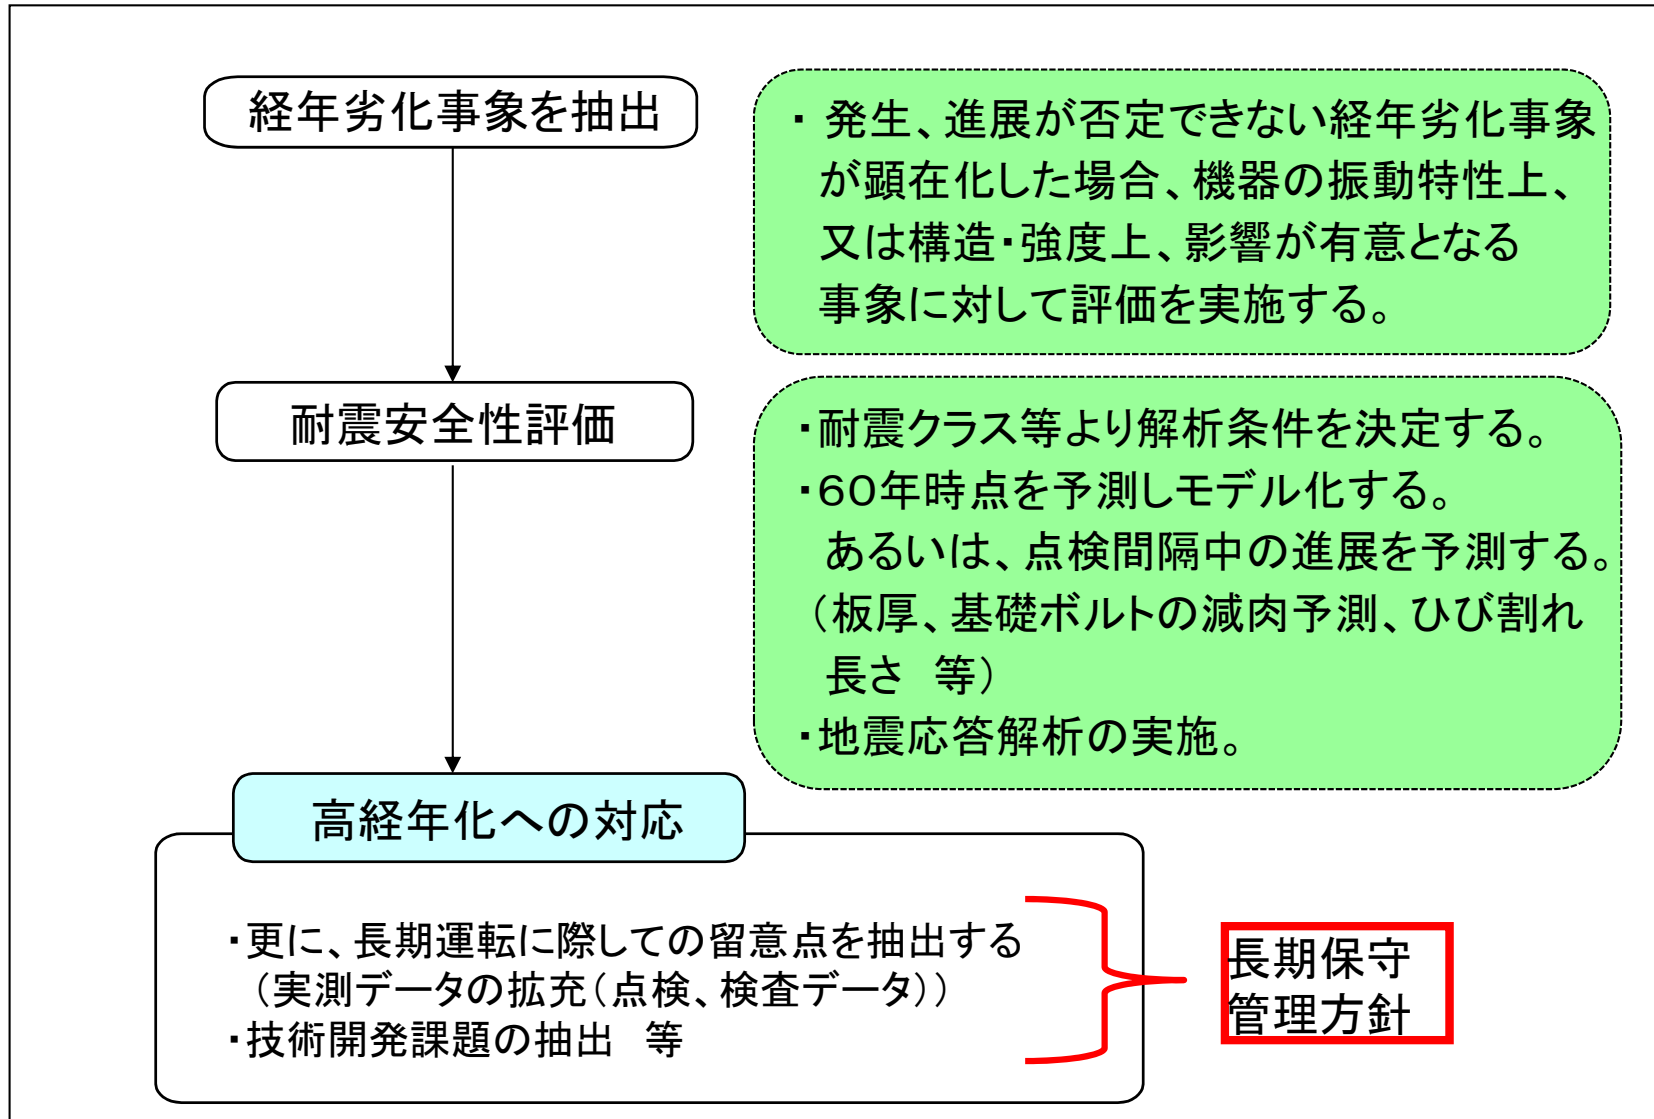 経年劣化事象を抽出
・ 発生、進展が否定できない経年劣化事象
が顕在化した場合、機器の振動特性上、
又は構造・強度上、影響が有意となる
事象に対して評価を実施する。
耐震安全性評価
・耐震クラス等より解析条件を決定する。
・60年時点を予測しモデル化する。
あるいは、点検間隔中の進展を予測する。
（板厚、基礎ボルトの減肉予測、ひび割れ
長さ　等）
・地震応答解析の実施。
高経年化への対応
・更に、長期運転に際しての留意点を抽出する
（実測データの拡充（点検、検査データ））
・技術開発課題の抽出　等
長期保守
管理方針